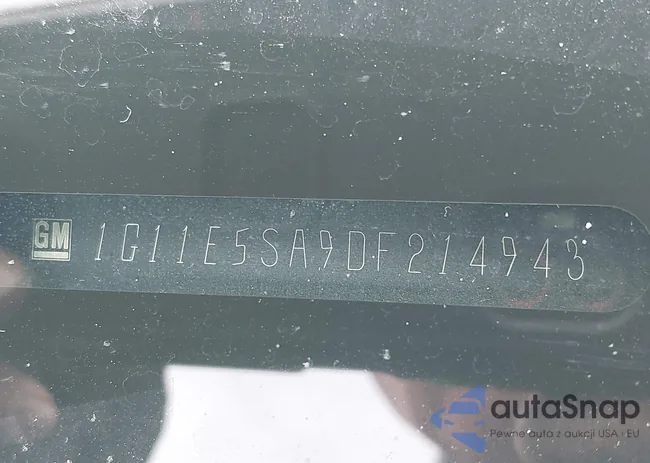 GM 1G11E5SA9DF214943
autaSnap
Pewne auta z aukcji USA i EU